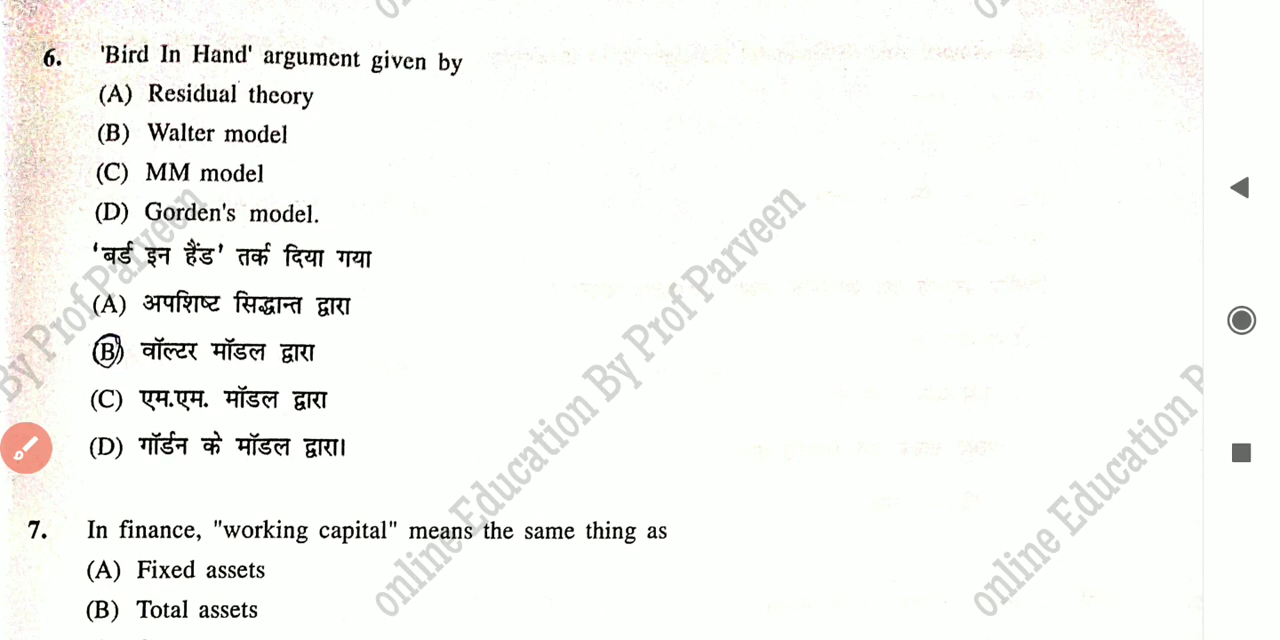 6. 'Bird In Hand' argument given by
(A) Residual theory
(B) Walter model
(C) MM model
(D) Gorden's model.
'बर्ड इन हैंड' तर्क दिया गया
(A) अपशिष्ट सिद्धान्त द्वारा
(B) वॉल्टर मॉडल द्वारा
(C) एम.एम. मॉडल द्वारा
(D) गॉर्डन के मॉडल द्वारा।
7. In finance, "working capital" means the same thing as
(A) Fixed assets
(B) Total assets
By Prof Parveen
online Education By Prof Parveen
online Education P